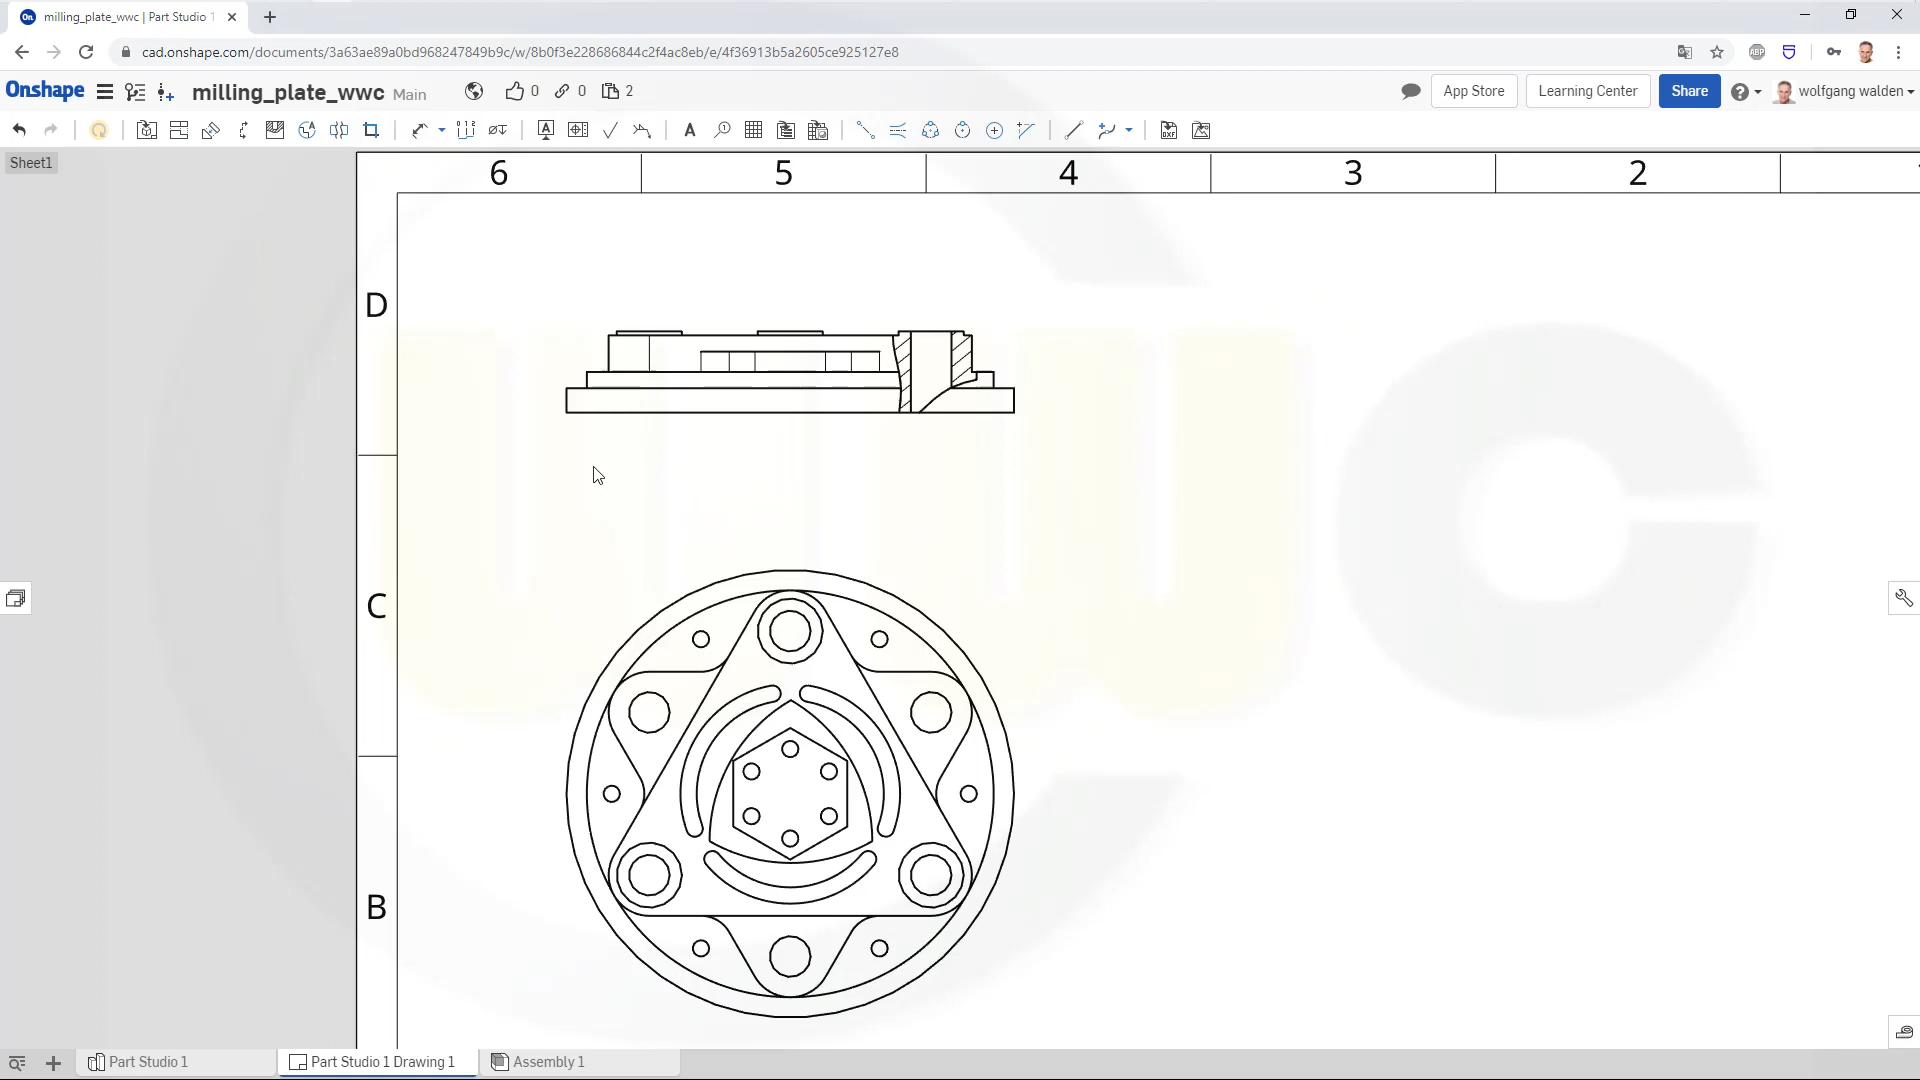 milling_plate_wwc | Part Studio 1
cad.onshape.com/documents/3a63ae89a0bd968247849b9c/w/8b0f3e228686844c2f4ac8eb/e/4f36913b5a2605ce925127e8
Onshape milling_plate_wwc Main 0 0 2 App Store Learning Center Share wolfgang walden
Sheet1
6 5 4 3 2
D
C
B
Part Studio 1 Part Studio 1 Drawing 1 Assembly 1